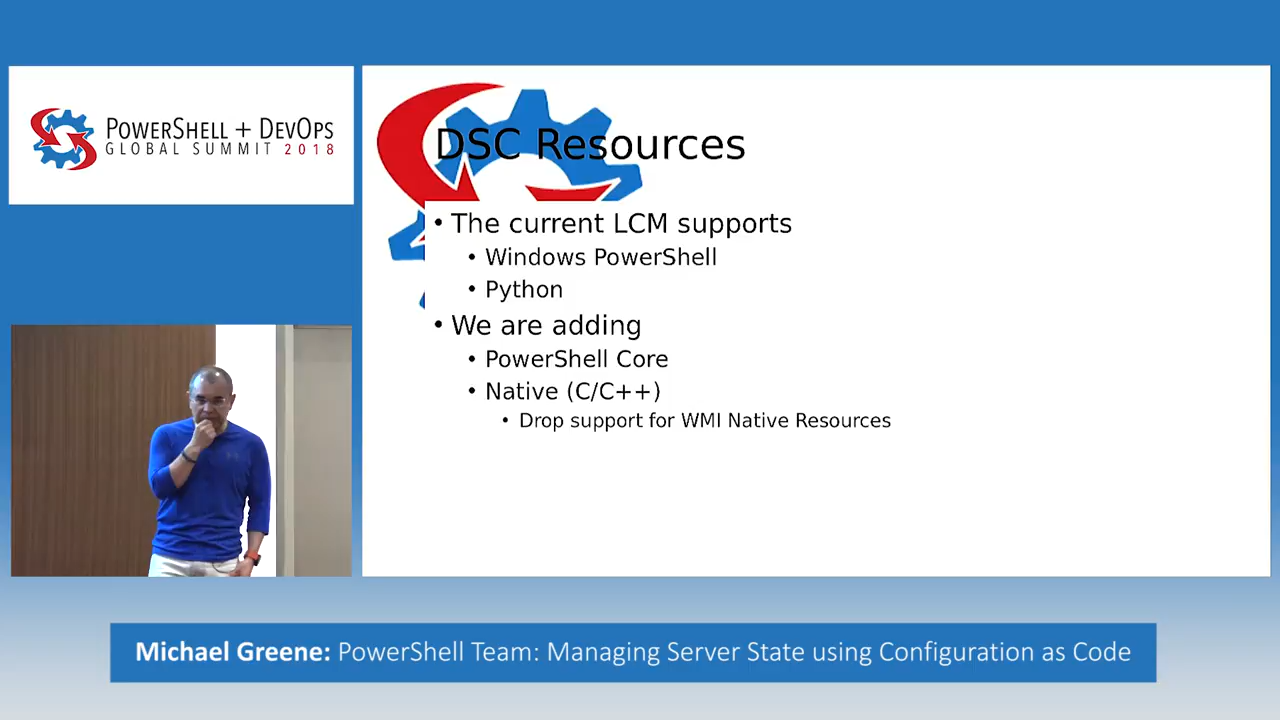 PowerShell + DevOps
GLOBAL SUMMIT 2018
DSC Resources
• The current LCM supports
• Windows PowerShell
• Python
• We are adding
• PowerShell Core
• Native (C/C++)
• Drop support for WMI Native Resources
Michael Greene: PowerShell Team: Managing Server State using Configuration as Code